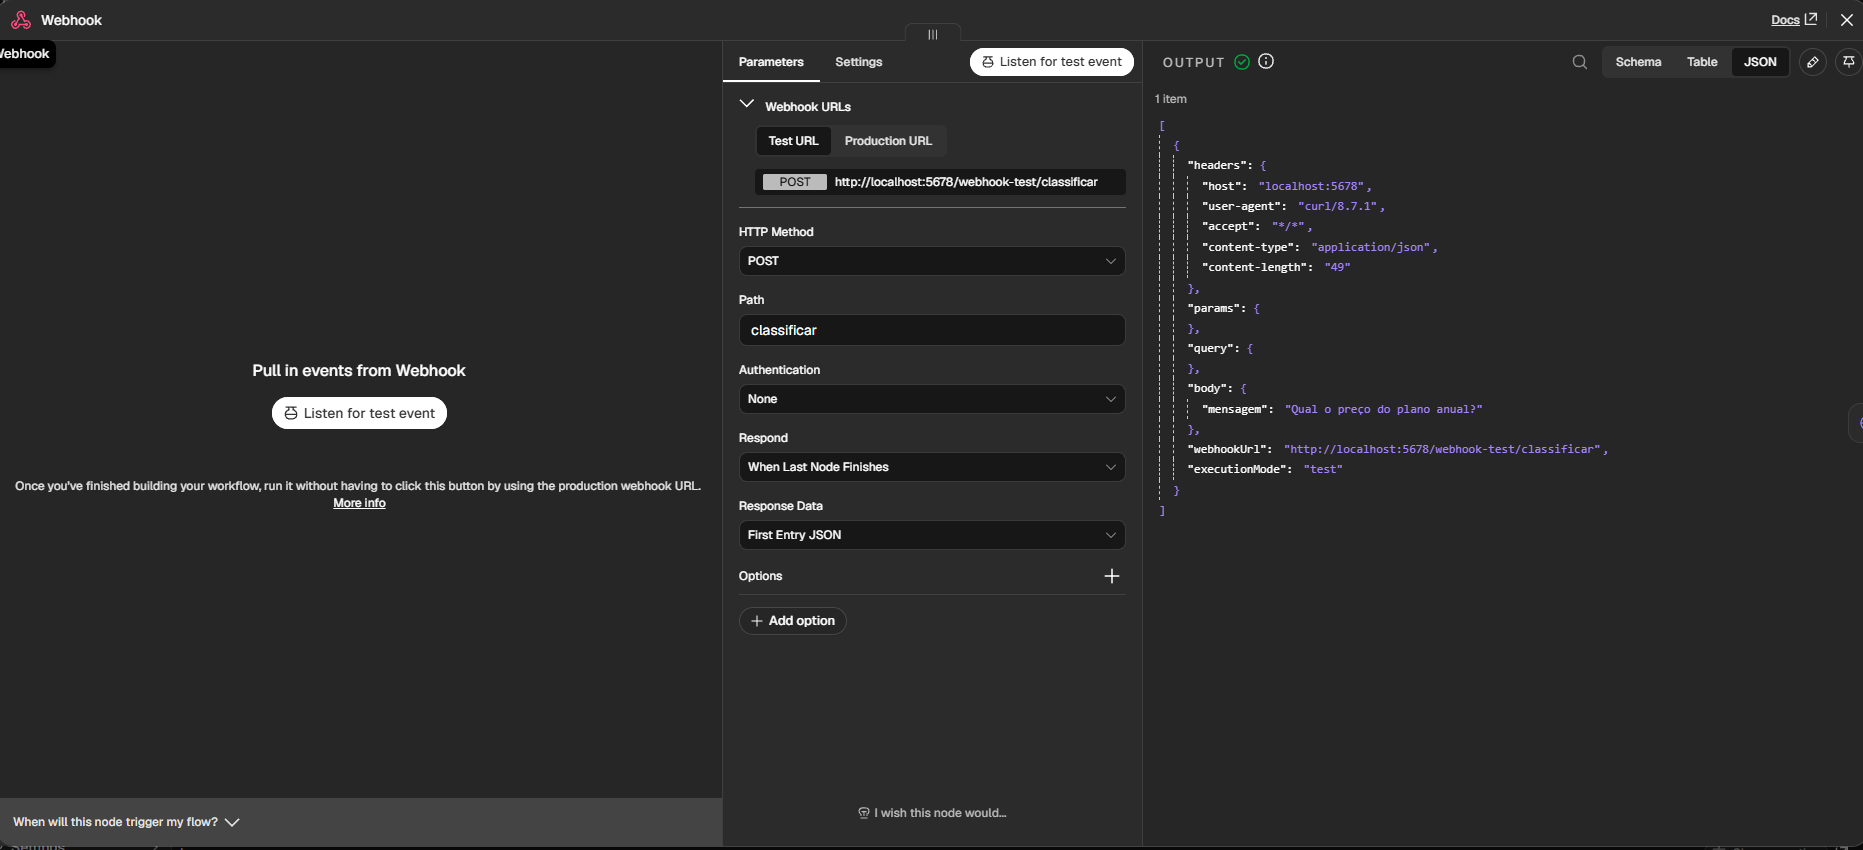 Webhook
Docs
Webhook
Parameters
Settings
Listen for test event
OUTPUT
Schema
Table
JSON
1 item
Webhook URLs
Test URL
Production URL
POST
http://localhost:5678/webhook-test/classificar
HTTP Method
POST
Path
classificar
Authentication
None
Respond
When Last Node Finishes
Response Data
First Entry JSON
Options
Add option
I wish this node would...
Pull in events from Webhook
Listen for test event
Once you've finished building your workflow, run it without having to click this button by using the production webhook URL.
More info
When will this node trigger my flow?
[
{
"headers": {
"host": "localhost:5678",
"user-agent": "curl/8.7.1",
"accept": "*/*",
"content-type": "application/json",
"content-length": "49"
},
"params": {
},
"query": {
},
"body": {
"mensagem": "Qual o preço do plano anual?"
},
"webhookUrl": "http://localhost:5678/webhook-test/classificar",
"executionMode": "test"
}
]
Settings